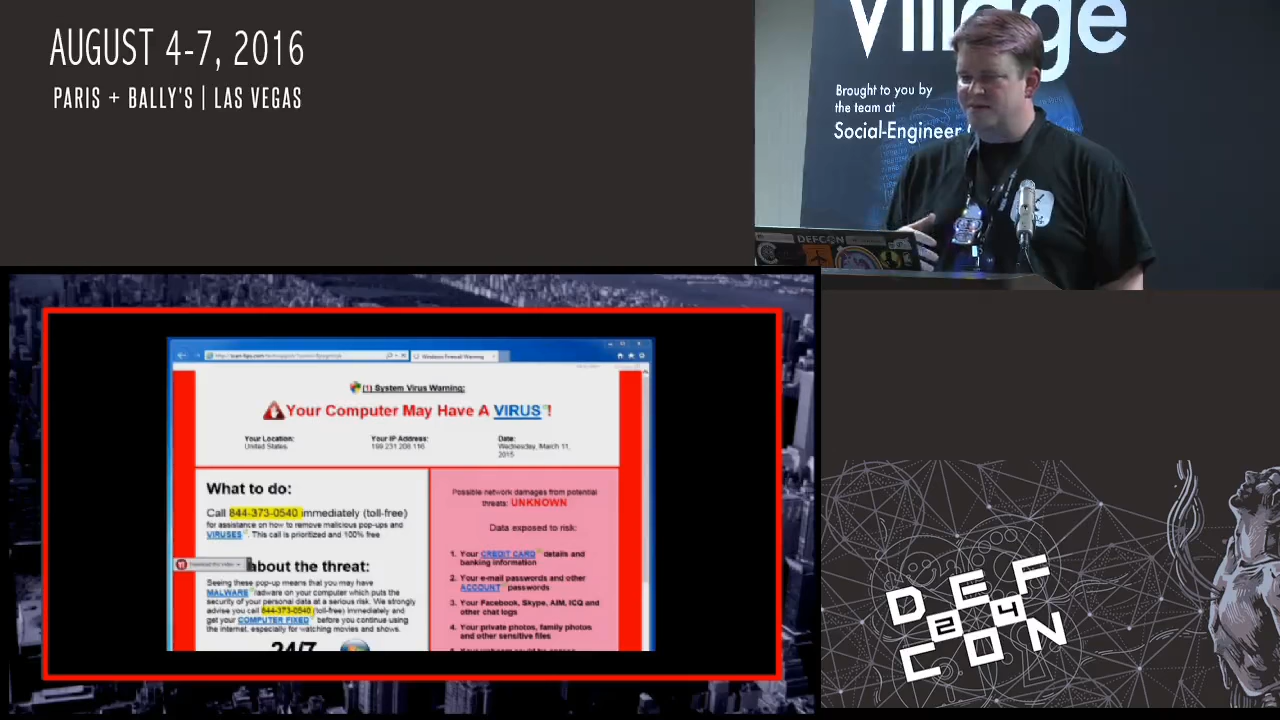 AUGUST 4-7, 2016
PARIS + BALLY'S | LAS VEGAS
Village
Brought to you by
the team at
Social-Engineer
DEFCON
Windows Firewall Warning
(1) System Virus Warning:
Your Computer May Have A VIRUS!
Your Location:
United States
Your IP Address:
Date:
Wednesday, March 11,
2015
What to do:
Call 844-373-0540 immediately (toll-free)
for assistance on how to remove malicious pop-ups and
VIRUSES. This call is prioritized and 100% free
about the threat:
Seeing these pop-up means that you may have
MALWARE /adware on your computer which puts the
security of your personal data at a serious risk. We strongly
advise you call 844-373-0540 (toll-free) immediately and
get your COMPUTER FIXED before you continue using
the internet, especially for watching movies and shows.
24/7
Possible network damages from potential
threats: UNKNOWN
Data exposed to risk:
1. Your CREDIT CARD details and
banking information
2. Your e-mail passwords and other
ACCOUNT passwords
3. Your Facebook, Skype, AIM, ICQ and
other chat logs
4. Your private photos, family photos
and other sensitive files
DEF
24
CON